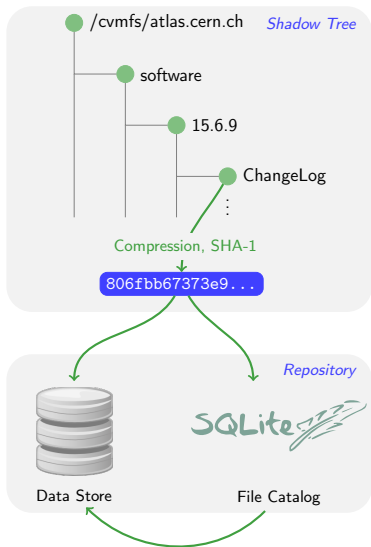 /cvmfs/atlas.cern.ch
Shadow Tree
software
15.6.9
ChangeLog
⋮
Compression, SHA-1
806fbb67373e9...
Repository
SQLite
Data Store
File Catalog